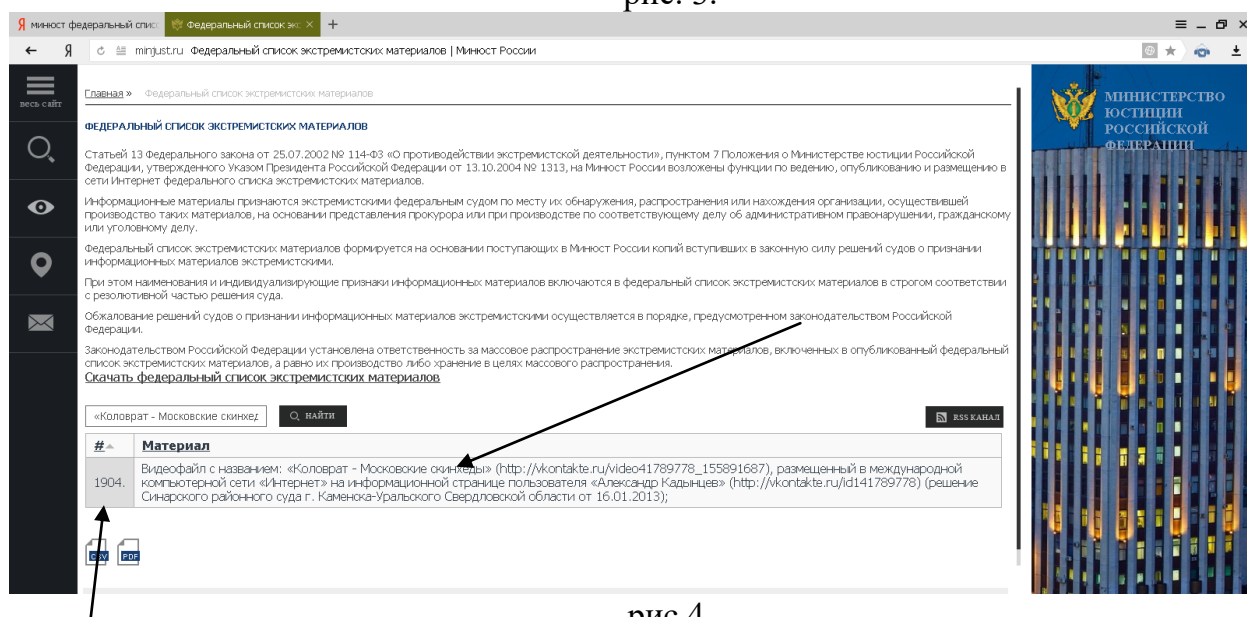 рис. 3.
Я минюст федеральный спис
Федеральный список экс × +
← Я minjust.ru Федеральный список экстремистских материалов | Минюст России
весь сайт
Главная » Федеральный список экстремистских материалов
МИНИСТЕРСТВО
ЮСТИЦИИ
РОССИЙСКОЙ
ФЕДЕРАЦИИ
ФЕДЕРАЛЬНЫЙ СПИСОК ЭКСТРЕМИСТСКИХ МАТЕРИАЛОВ
Статьей 13 Федерального закона от 25.07.2002 № 114-ФЗ «О противодействии экстремистской деятельности», пунктом 7 Положения о Министерстве юстиции Российской
Федерации, утвержденного Указом Президента Российской Федерации от 13.10.2004 № 1313, на Минюст России возложены функции по ведению, опубликованию и размещению в
сети Интернет федерального списка экстремистских материалов.
Информационные материалы признаются экстремистскими федеральным судом по месту их обнаружения, распространения или нахождения организации, осуществившей
производство таких материалов, на основании представления прокурора или при производстве по соответствующему делу об административном правонарушении, гражданскому
или уголовному делу.
Федеральный список экстремистских материалов формируется на основании поступающих в Минюст России копий вступивших в законную силу решений судов о признании
информационных материалов экстремистскими.
При этом наименования и индивидуализирующие признаки информационных материалов включаются в федеральный список экстремистских материалов в строгом соответствии
с резолютивной частью решения суда.
Обжалование решений судов о признании информационных материалов экстремистскими осуществляется в порядке, предусмотренном законодательством Российской
Федерации.
Законодательством Российской Федерации установлена ответственность за массовое распространение экстремистских материалов, включенных в опубликованный федеральный
список экстремистских материалов, а равно их производство либо хранение в целях массового распространения.
Скачать федеральный список экстремистских материалов
«Коловрат - Московские скинхед НАЙТИ RSS КАНАЛ
# Материал
1904. Видеофайл с названием: «Коловрат - Московские скинхеды» (http://vkontakte.ru/video41789778_155891687), размещенный в международной
компьютерной сети «Интернет» на информационной странице пользователя «Александр Кадынцев» (http://vkontakte.ru/id141789778) (решение
Синарского районного суда г. Каменска-Уральского Свердловской области от 16.01.2013);
CSV PDF
рис 4